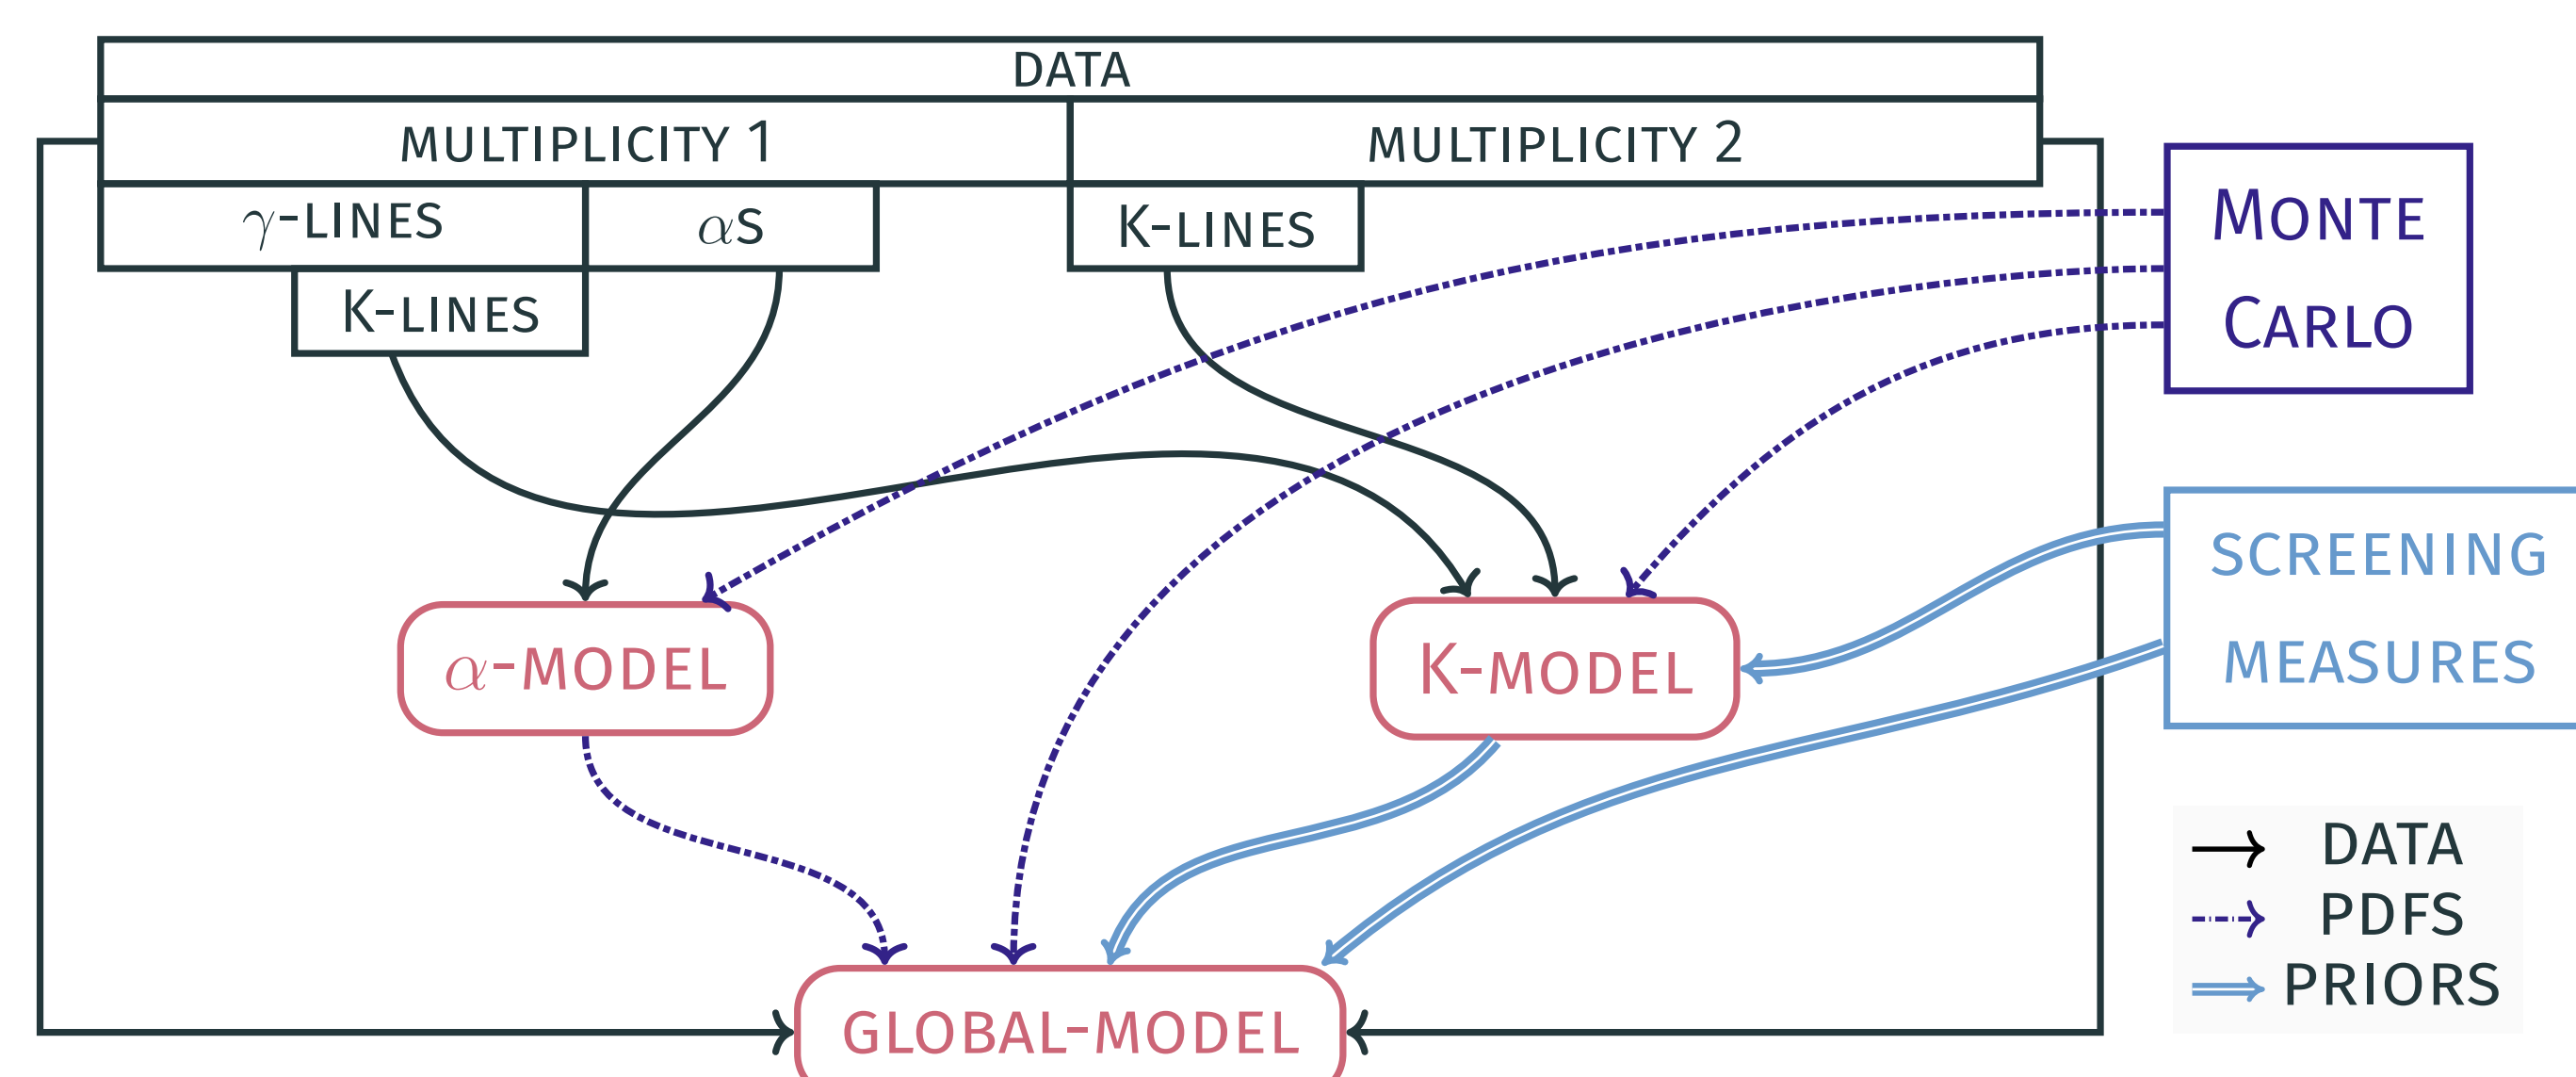 DATA
MULTIPLICITY 1
MULTIPLICITY 2
γ-LINES
αS
K-LINES
K-LINES
MONTE
CARLO
SCREENING
MEASURES
α-MODEL
K-MODEL
GLOBAL-MODEL
DATA
PDFS
PRIORS